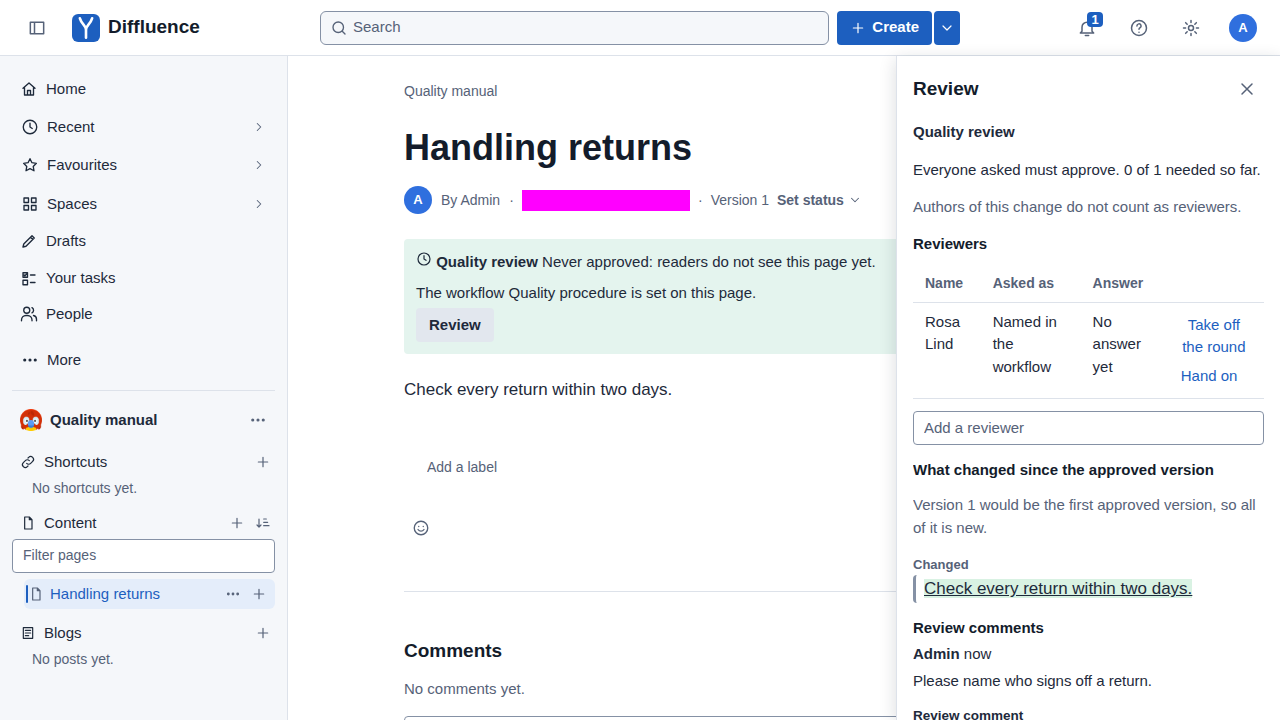 Diffluence
Search
Create
1
A
Home
Recent
Favourites
Spaces
Drafts
Your tasks
People
More
Quality manual
Shortcuts
No shortcuts yet.
Content
Filter pages
Handling returns
Blogs
No posts yet.
Quality manual
Handling returns
A By Admin · · Version 1 Set status
Quality review Never approved: readers do not see this page yet.
The workflow Quality procedure is set on this page.
Review
Check every return within two days.
Add a label
Comments
No comments yet.
Review
Quality review
Everyone asked must approve. 0 of 1 needed so far.
Authors of this change do not count as reviewers.
Reviewers
Name Asked as Answer
Rosa Named in No Take off
Lind the answer the round
workflow yet Hand on
Add a reviewer
What changed since the approved version
Version 1 would be the first approved version, so all
of it is new.
Changed
Check every return within two days.
Review comments
Admin now
Please name who signs off a return.
Review comment